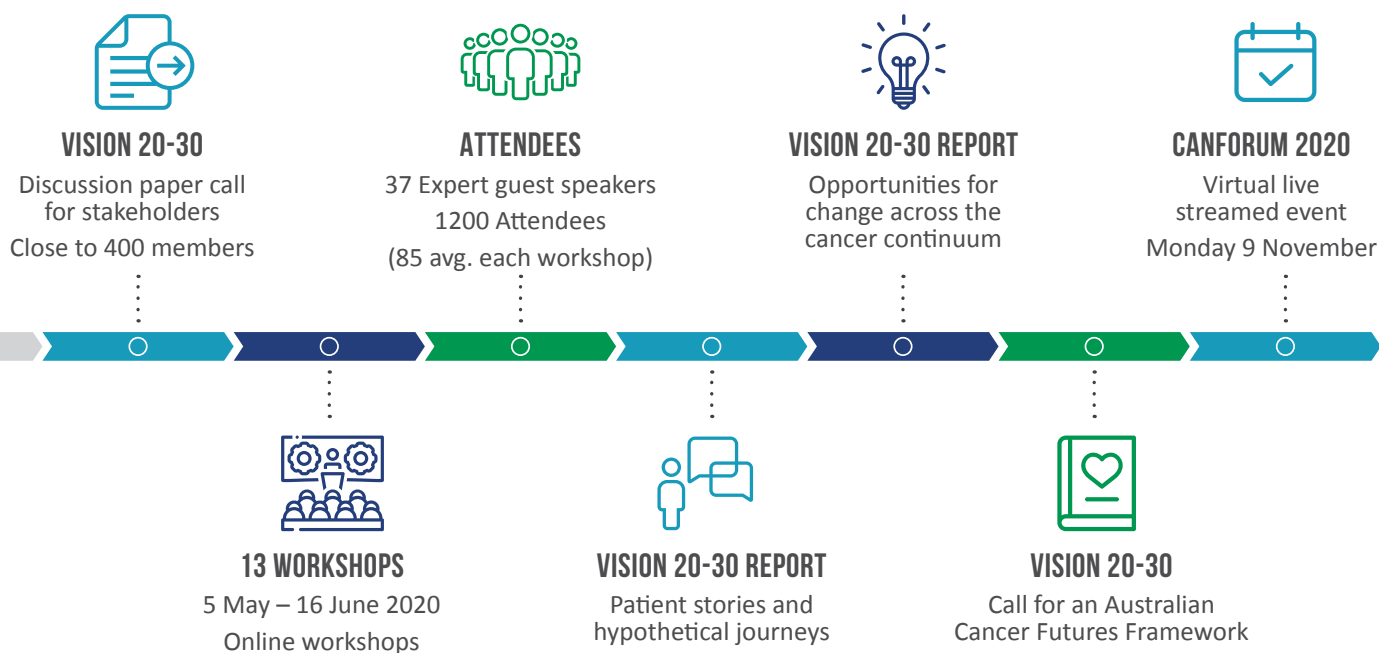 VISION 20-30
Discussion paper call
for stakeholders
Close to 400 members
ATTENDEES
37 Expert guest speakers
1200 Attendees
(85 avg. each workshop)
VISION 20-30 REPORT
Opportunities for
change across the
cancer continuum
CANFORUM 2020
Virtual live
streamed event
Monday 9 November
13 WORKSHOPS
5 May – 16 June 2020
Online workshops
VISION 20-30 REPORT
Patient stories and
hypothetical journeys
VISION 20-30
Call for an Australian
Cancer Futures Framework